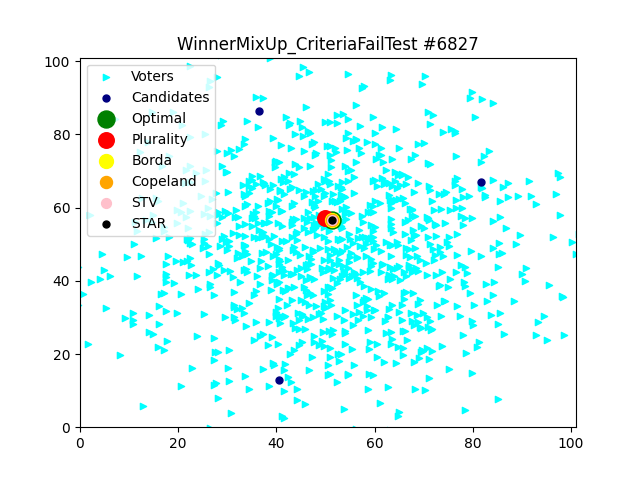 WinnerMixUp_CriteriaFailTest #6827
Voters
Candidates
Optimal
Plurality
Borda
Copeland
STV
STAR
100
80
60
40
20
0
0 20 40 60 80 100